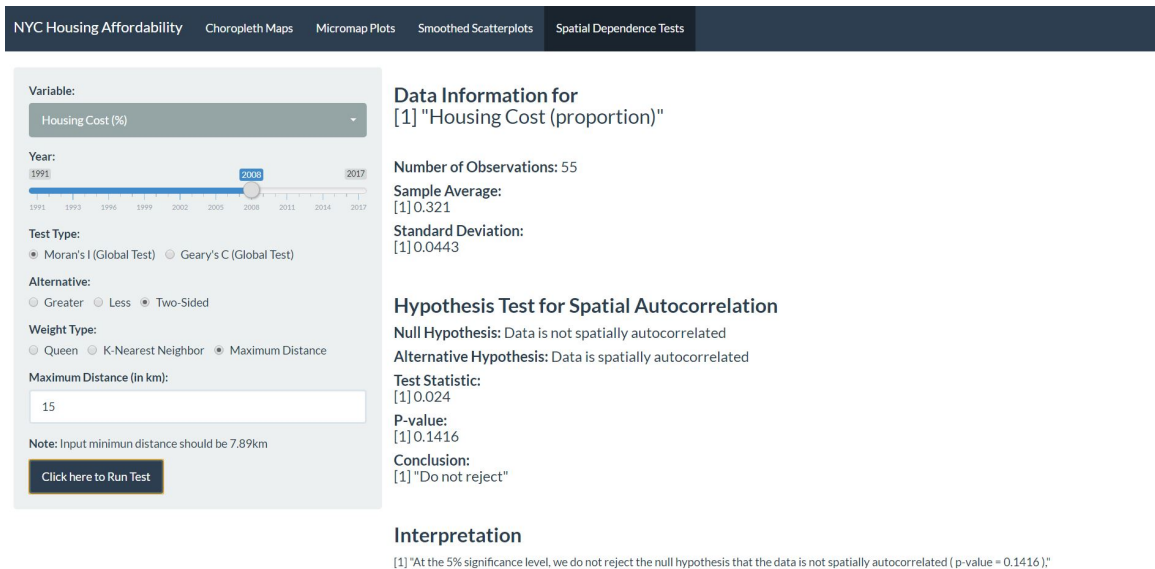 NYC Housing Affordability Choropleth Maps Micromap Plots Smoothed Scatterplots Spatial Dependence Tests
Variable:
Housing Cost (%)
Year:
1991 2008 2017
1991 1993 1996 1999 2002 2005 2008 2011 2014 2017
Test Type:
Moran's I (Global Test) Geary's C (Global Test)
Alternative:
Greater Less Two-Sided
Weight Type:
Queen K-Nearest Neighbor Maximum Distance
Maximum Distance (in km):
15
Note: Input minimun distance should be 7.89km
Click here to Run Test
Data Information for
[1] "Housing Cost (proportion)"
Number of Observations: 55
Sample Average:
[1] 0.321
Standard Deviation:
[1] 0.0443
Hypothesis Test for Spatial Autocorrelation
Null Hypothesis: Data is not spatially autocorrelated
Alternative Hypothesis: Data is spatially autocorrelated
Test Statistic:
[1] 0.024
P-value:
[1] 0.1416
Conclusion:
[1] "Do not reject"
Interpretation
[1] "At the 5% significance level, we do not reject the null hypothesis that the data is not spatially autocorrelated ( p-value = 0.1416 ),"